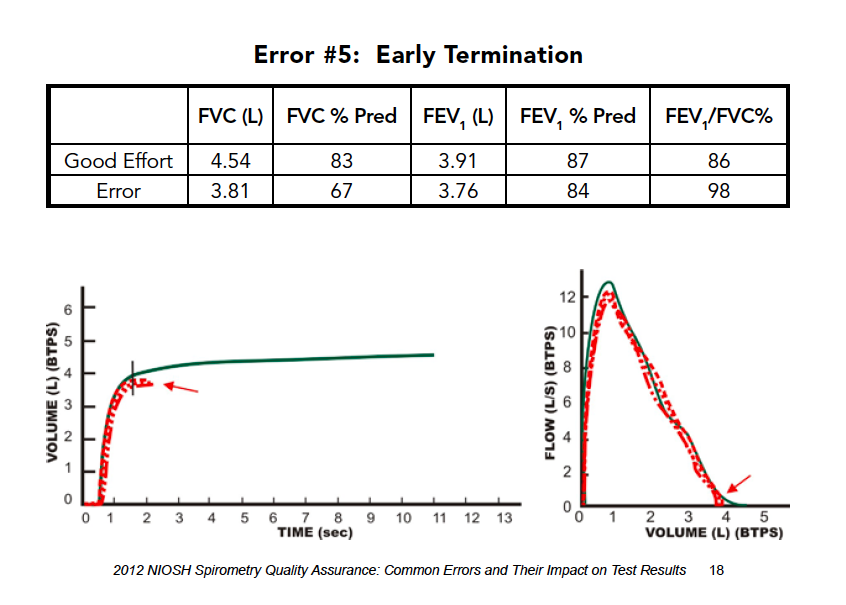 Error #5: Early Termination
FVC (L) FVC % Pred FEV1 (L) FEV1 % Pred FEV1/FVC%
Good Effort 4.54 83 3.91 87 86
Error 3.81 67 3.76 84 98
VOLUME (L) (BTPS)
6
5
4
3
2
1
0
0 1 2 3 4 5 6 7 8 9 10 11 12 13
TIME (sec)
FLOW (L/S) (BTPS)
12
10
8
6
4
2
0
0 1 2 3 4 5
VOLUME (L) (BTPS)
2012 NIOSH Spirometry Quality Assurance: Common Errors and Their Impact on Test Results 18